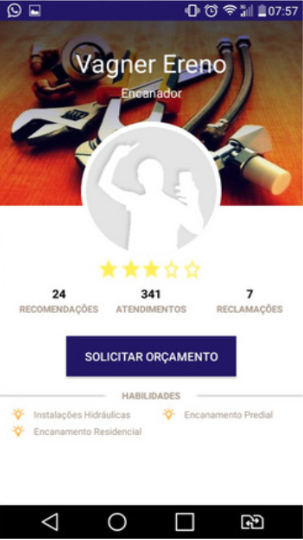 07:57
Vagner Ereno
Encanador
24 341 7
RECOMENDAÇÕES ATENDIMENTOS RECLAMAÇÕES
SOLICITAR ORÇAMENTO
HABILIDADES
Instalações Hidráulicas Encanamento Predial
Encanamento Residencial